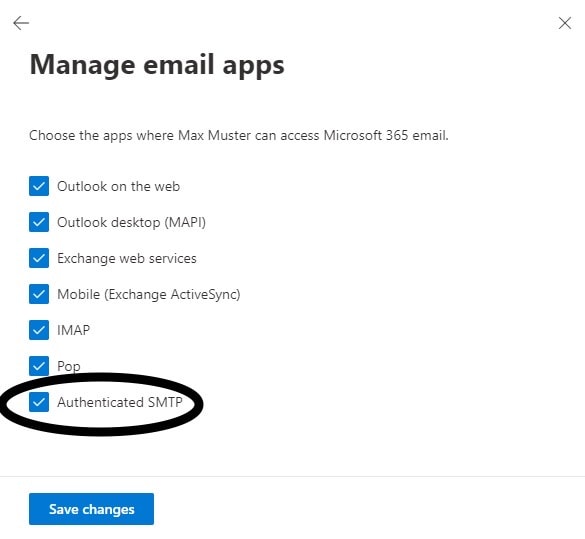 Manage email apps
Choose the apps where Max Muster can access Microsoft 365 email.
Outlook on the web
Outlook desktop (MAPI)
Exchange web services
Mobile (Exchange ActiveSync)
IMAP
Pop
Authenticated SMTP
Save changes